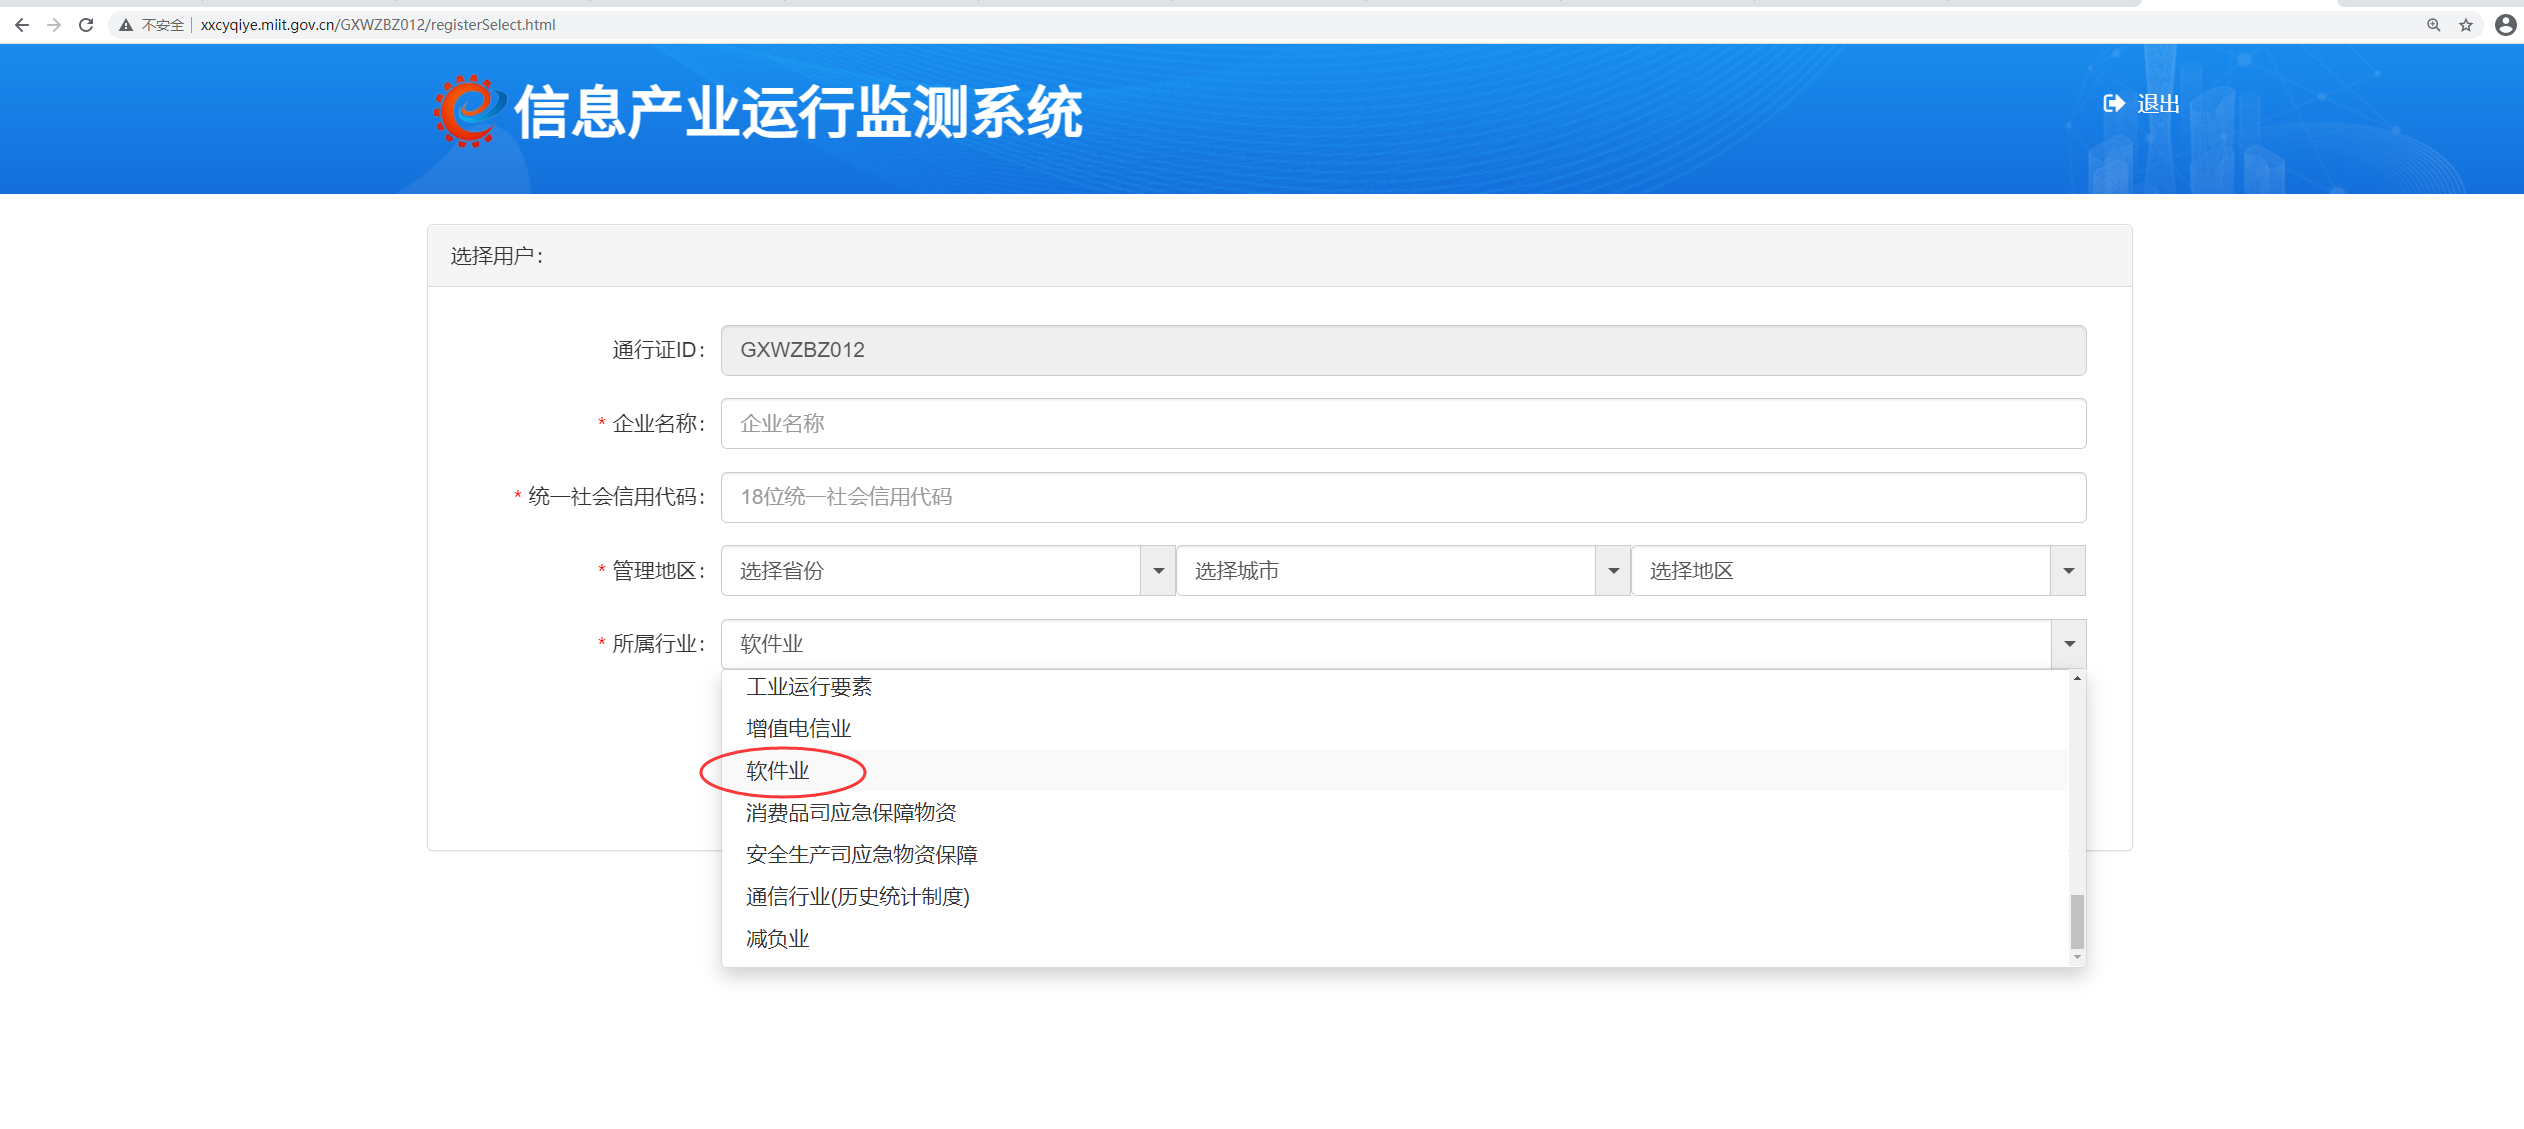 不安全 | xxcyqiye.miit.gov.cn/GXWZBZ012/registerSelect.html
信息产业运行监测系统
退出
选择用户：
通行证ID： GXWZBZ012
* 企业名称： 企业名称
* 统一社会信用代码： 18位统一社会信用代码
* 管理地区： 选择省份 选择城市 选择地区
* 所属行业： 软件业
工业运行要素
增值电信业
软件业
消费品司应急保障物资
安全生产司应急物资保障
通信行业(历史统计制度)
减负业